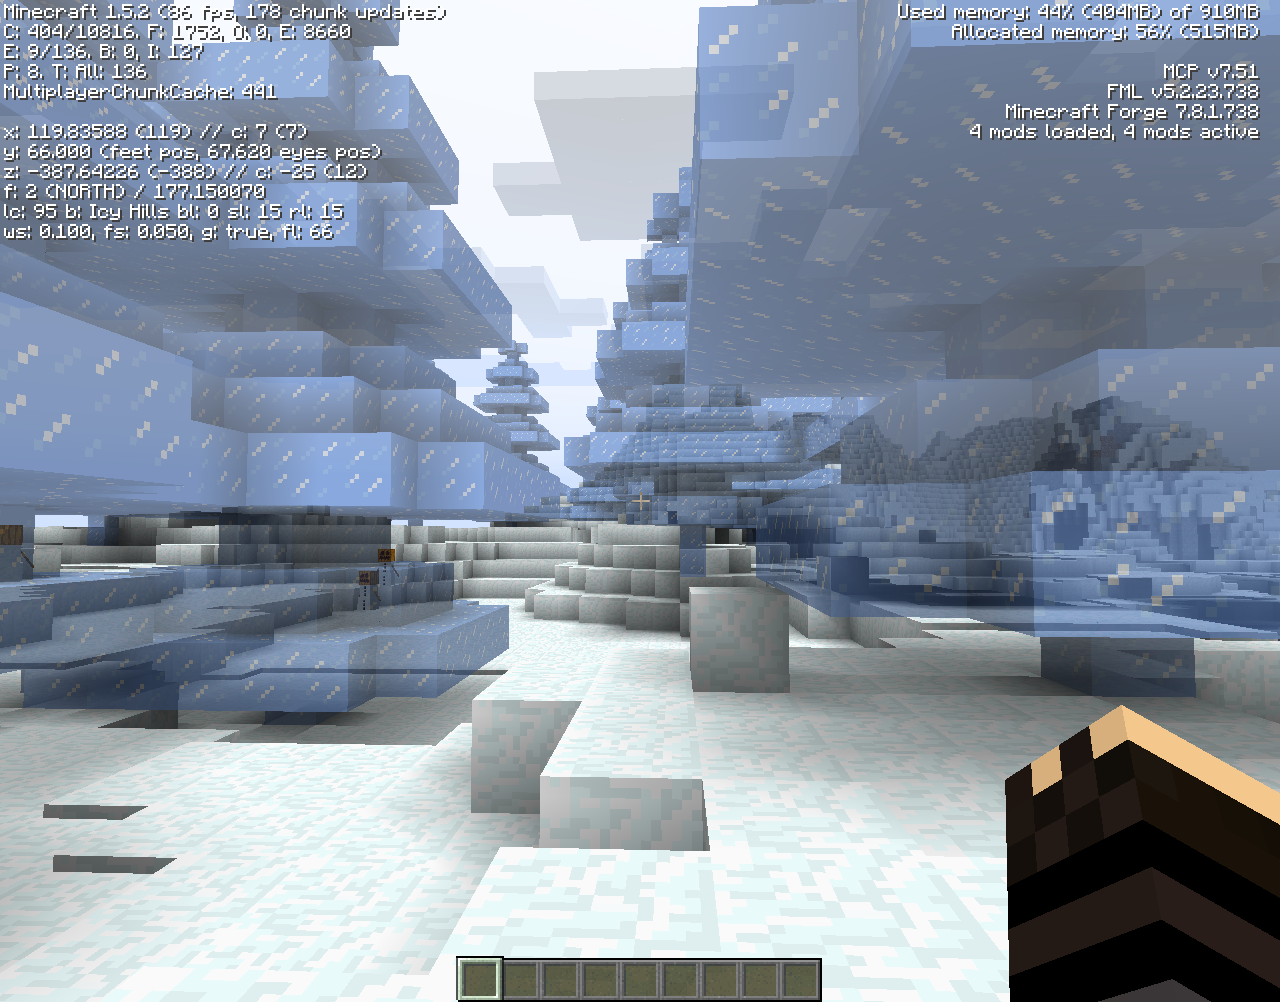 Minecraft 1.5.2 (86 fps, 178 chunk updates)
C: 404/10816. F: 1752, O: 0, E: 8660
E: 9/136. B: 0, I: 127
P: 8. T: All: 136
MultiplayerChunkCache: 441
x: 119.83588 (119) // c: 7 (7)
y: 66.000 (feet pos, 67.620 eyes pos)
z: -387.64226 (-388) // c: -25 (12)
f: 2 (NORTH) / 177.150070
lc: 95 b: Icy Hills bl: 0 sl: 15 rl: 15
ws: 0.100, fs: 0.050, g: true, fl: 66
Used memory: 44% (404MB) of 910MB
Allocated memory: 56% (515MB)
MCP v7.51
FML v5.2.23.738
Minecraft Forge 7.8.1.738
4 mods loaded, 4 mods active